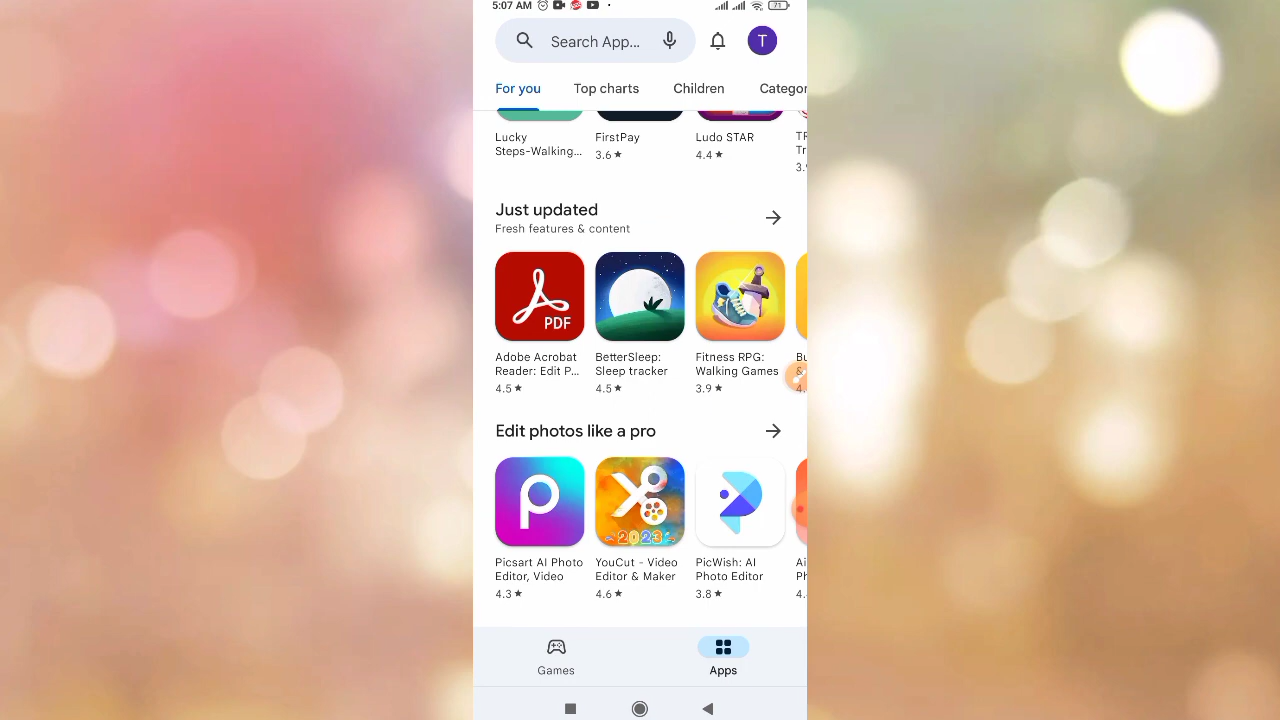 5:07 AM
71
Search App...
T
For you
Top charts
Children
Categor
Lucky
Steps-Walking...
FirstPay
3.6★
Ludo STAR
4.4★
Just updated
Fresh features & content
PDF
Adobe Acrobat
Reader: Edit P...
4.5★
BetterSleep:
Sleep tracker
4.5★
Fitness RPG:
Walking Games
3.9★
Edit photos like a pro
2023
Picsart AI Photo
Editor, Video
4.3★
YouCut - Video
Editor & Maker
4.6★
PicWish: AI
Photo Editor
3.8★
Games
Apps